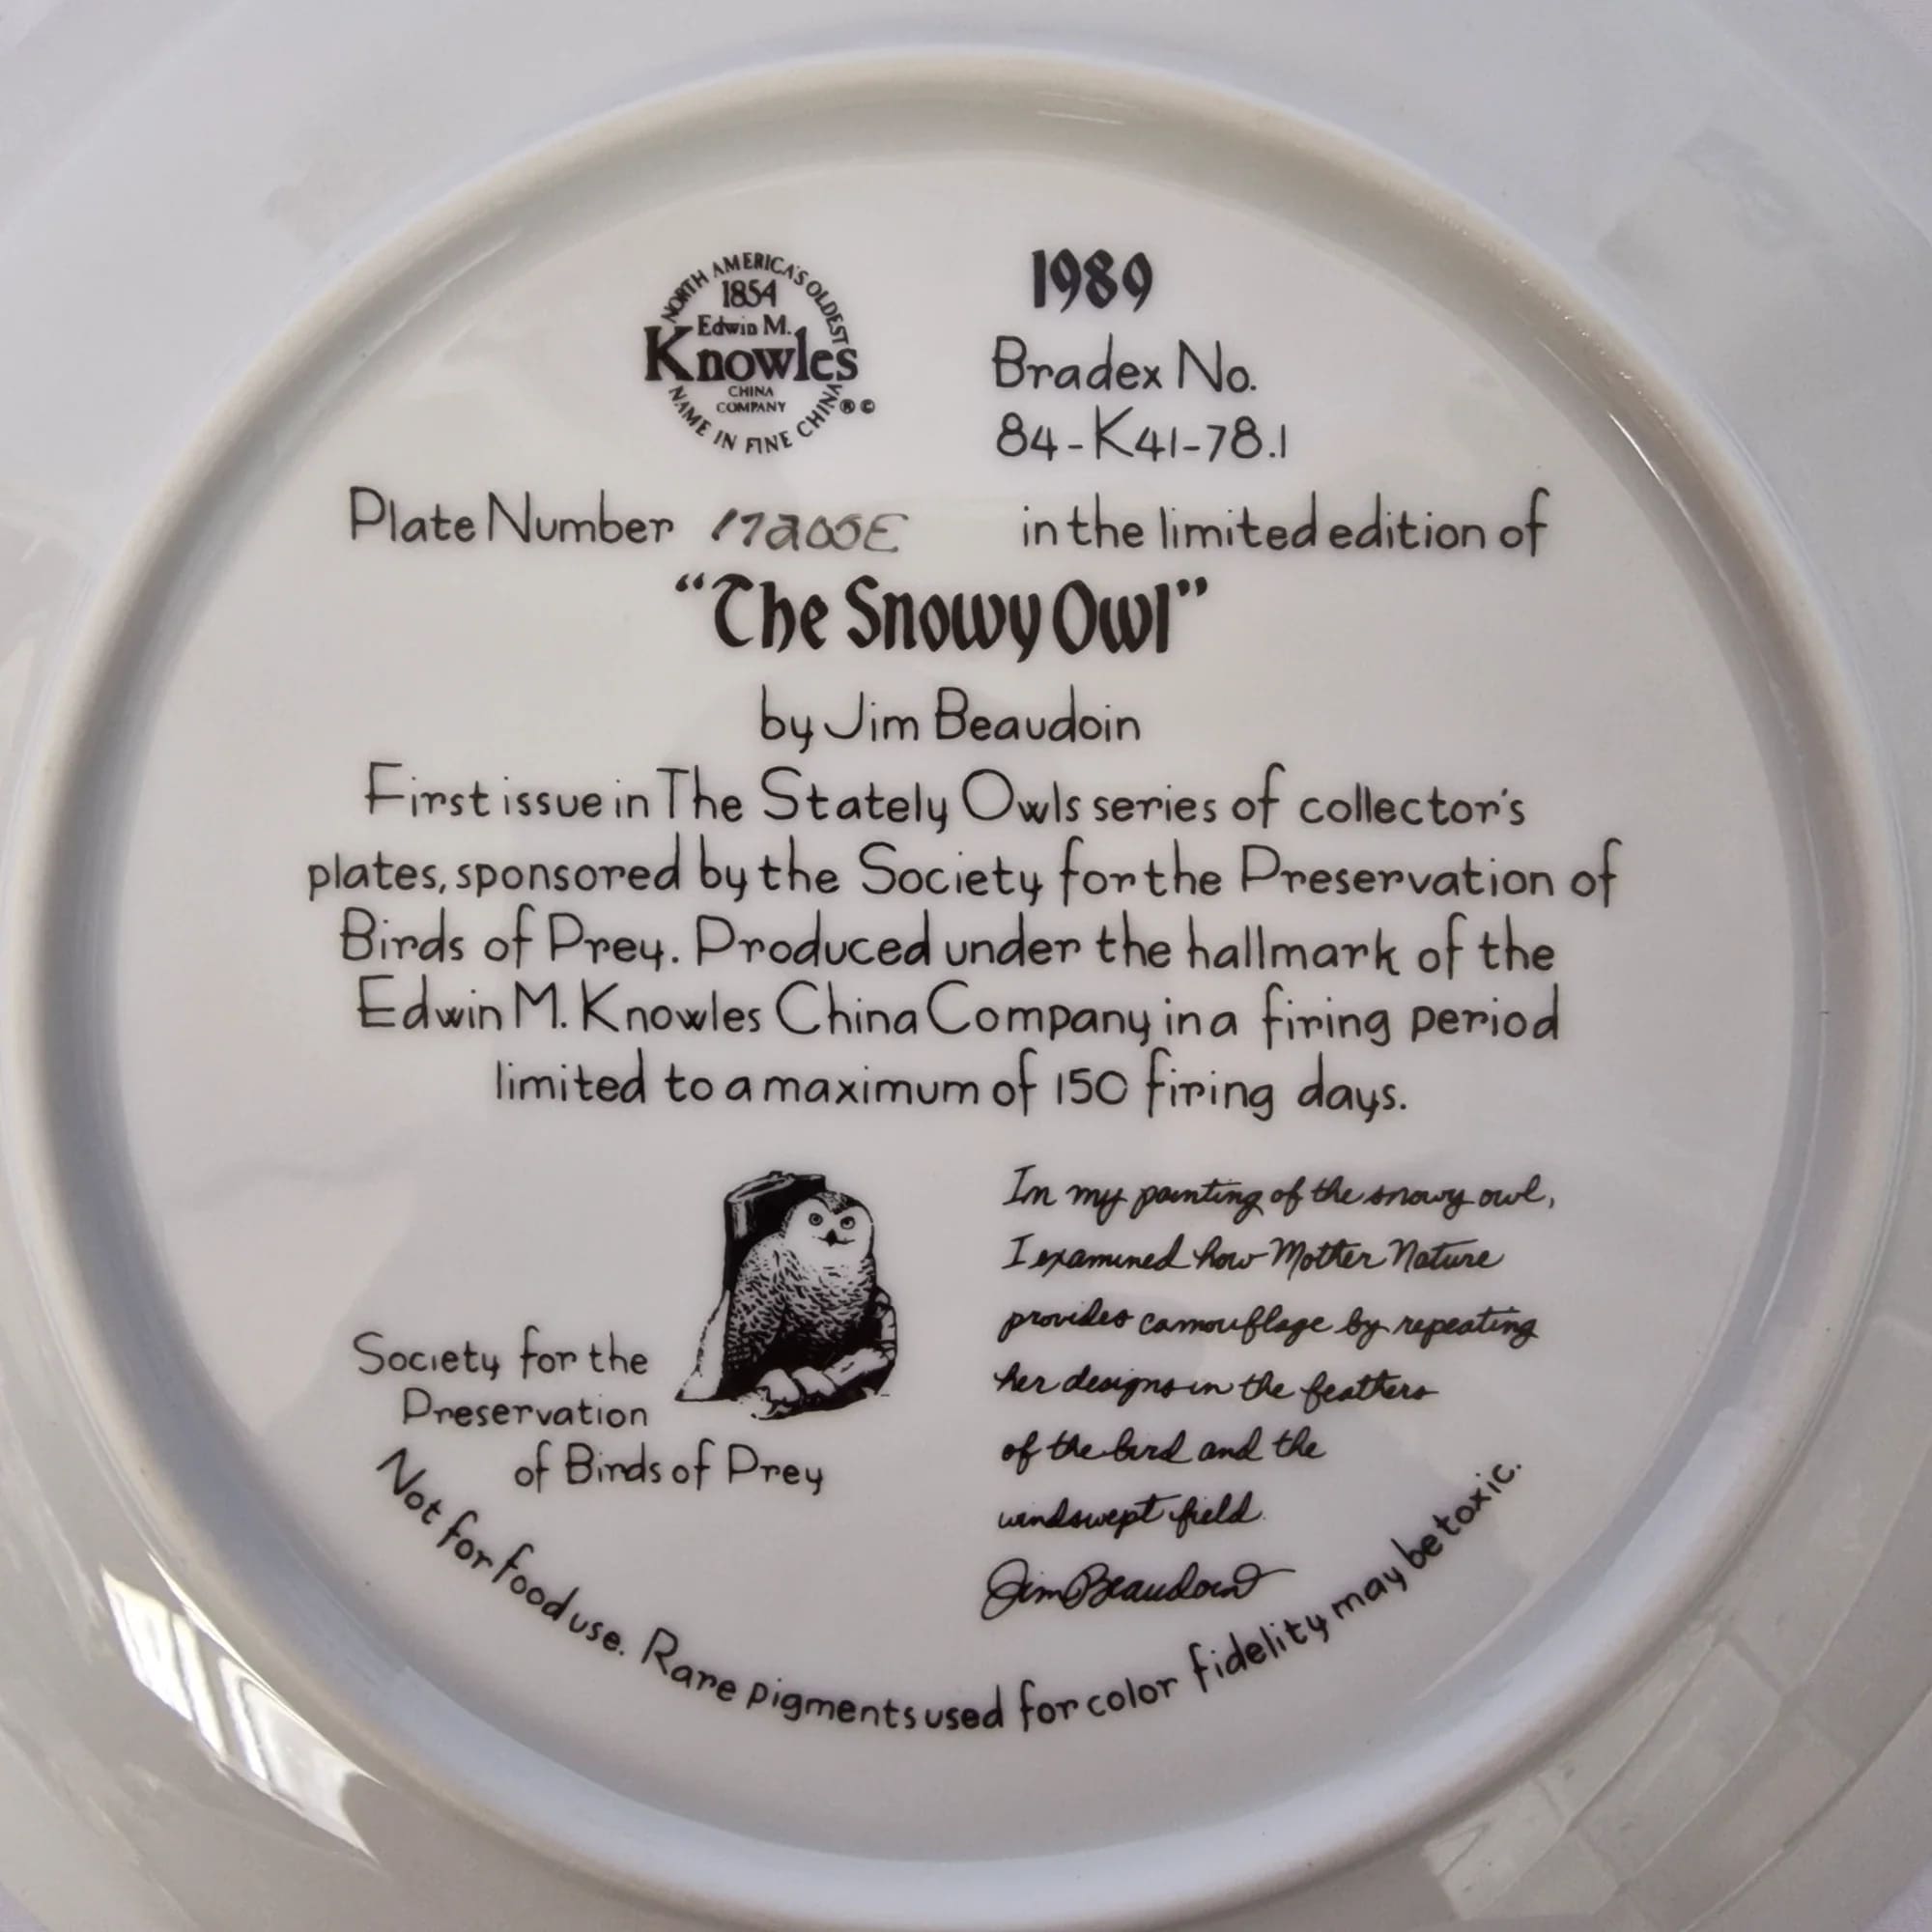 NORTH AMERICA'S OLDEST
1854
Edwin M.
Knowles
CHINA
COMPANY
NAME IN FINE CHINA
®©
1989
Bradex No.
84-K41-78.1
Plate Number 17200E in the limited edition of
“The Snowy Owl”
by Jim Beaudoin
First issue in The Stately Owls series of collector's
plates, sponsored by the Society for the Preservation of
Birds of Prey. Produced under the hallmark of the
Edwin M. Knowles China Company in a firing period
limited to a maximum of 150 firing days.
Society for the
Preservation
of Birds of Prey
In my painting of the snowy owl,
I examined how Mother Nature
provides camouflage by repeating
her designs in the feathers
of the bird and the
windswept field.
Jim Beaudoin
Not for food use. Rare pigments used for color fidelity may be toxic.